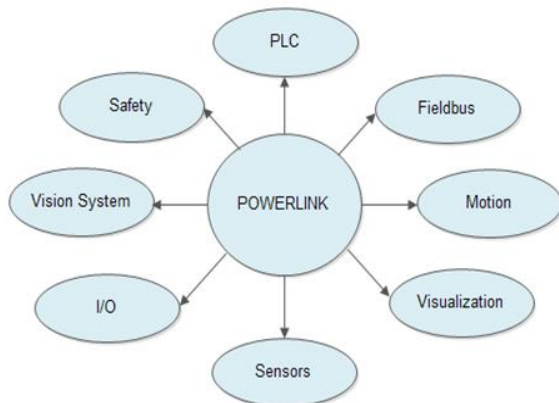 PLC
Safety
Fieldbus
Vision System
POWERLINK
Motion
I/O
Visualization
Sensors